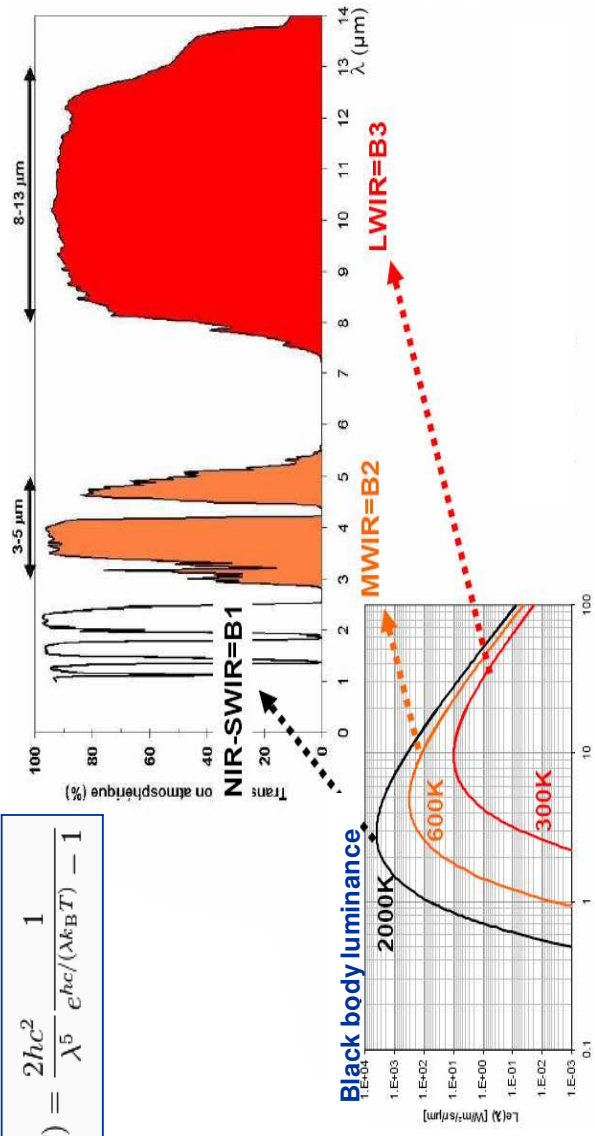 ) = 2hc² / λ⁵ 1 / e^{hc/(λk_BT)} − 1
8-13 µm
3-5 µm
Trans
on atmosphérique (%)
100
80
60
40
20
0
0 1 2 3 4 5 6 7 8 9 10 11 12 13 14
λ (µm)
NIR-SWIR=B1
MWIR=B2
LWIR=B3
Black body luminance
2000K
600K
300K
Le(λ) [W/m²/sr/µm]
1.E+04
1.E+03
1.E+02
1.E+01
1.E+00
1.E-01
1.E-02
1.E-03
0.1 1 10 100